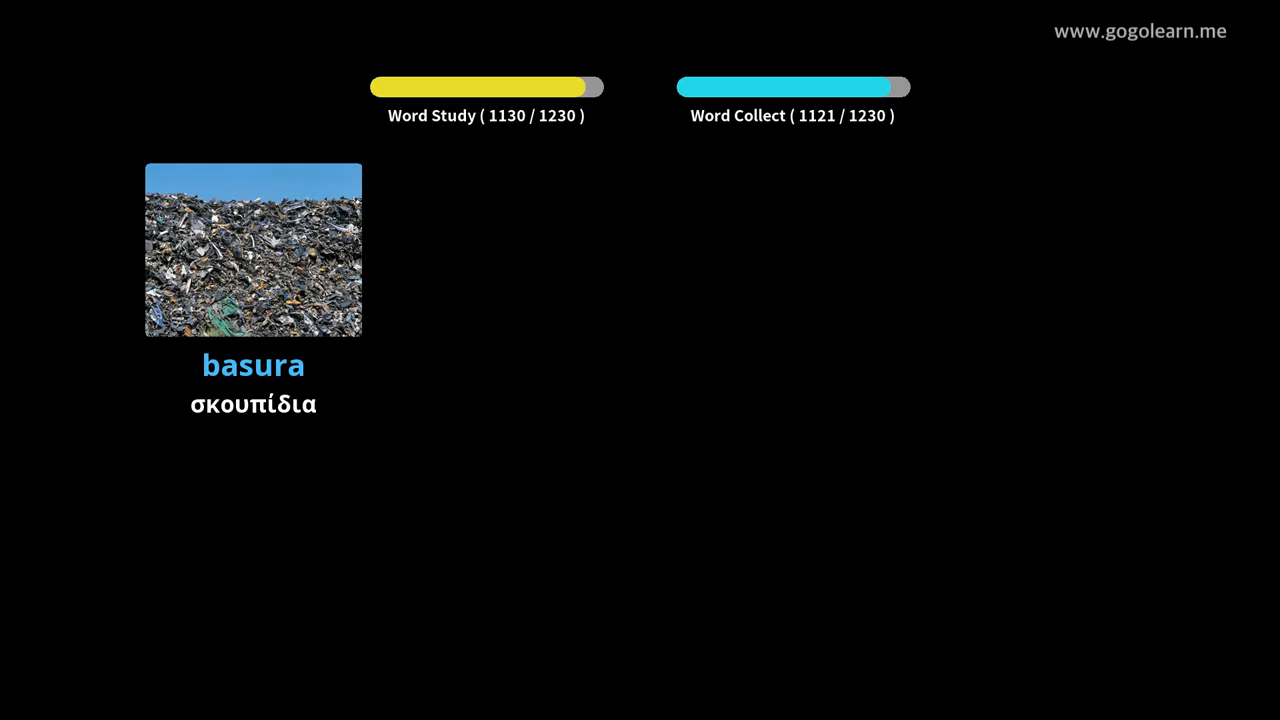 www.gogolearn.me
Word Study ( 1130 / 1230 )
Word Collect ( 1121 / 1230 )
basura
σκουπίδια